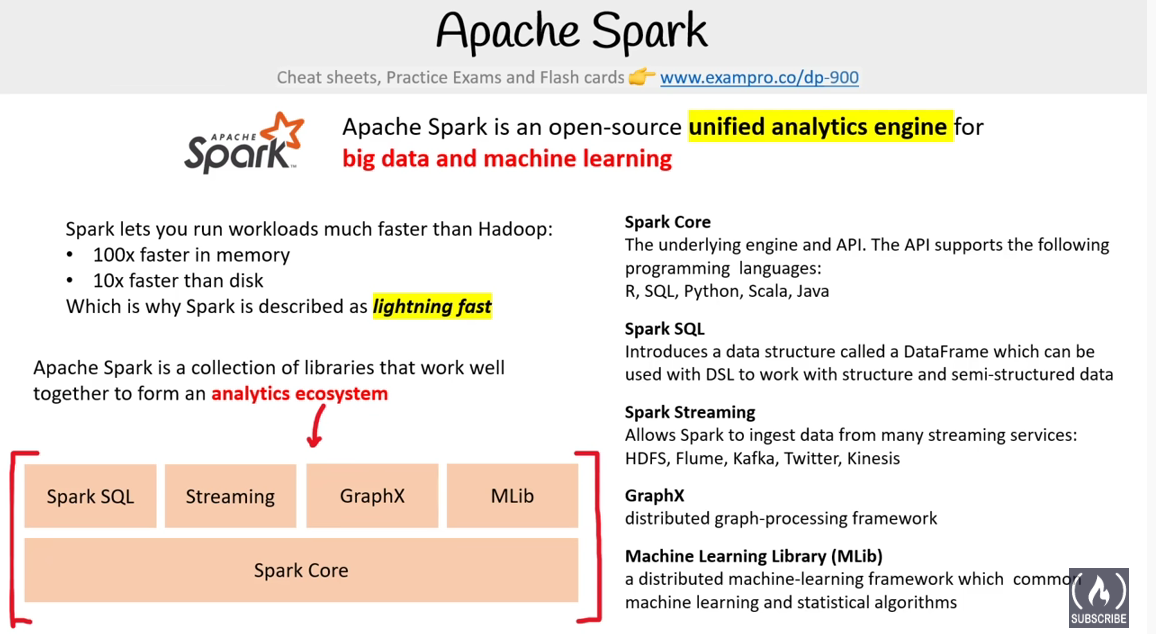 Apache Spark
Cheat sheets, Practice Exams and Flash cards 👉 www.exampro.co/dp-900
APACHE
Spark™
Apache Spark is an open-source unified analytics engine for
big data and machine learning
Spark lets you run workloads much faster than Hadoop:
• 100x faster in memory
• 10x faster than disk
Which is why Spark is described as lightning fast
Apache Spark is a collection of libraries that work well
together to form an analytics ecosystem
Spark SQL
Streaming
GraphX
MLib
Spark Core
Spark Core
The underlying engine and API. The API supports the following
programming languages:
R, SQL, Python, Scala, Java
Spark SQL
Introduces a data structure called a DataFrame which can be
used with DSL to work with structure and semi-structured data
Spark Streaming
Allows Spark to ingest data from many streaming services:
HDFS, Flume, Kafka, Twitter, Kinesis
GraphX
distributed graph-processing framework
Machine Learning Library (MLib)
a distributed machine-learning framework which common
machine learning and statistical algorithms
SUBSCRIBE